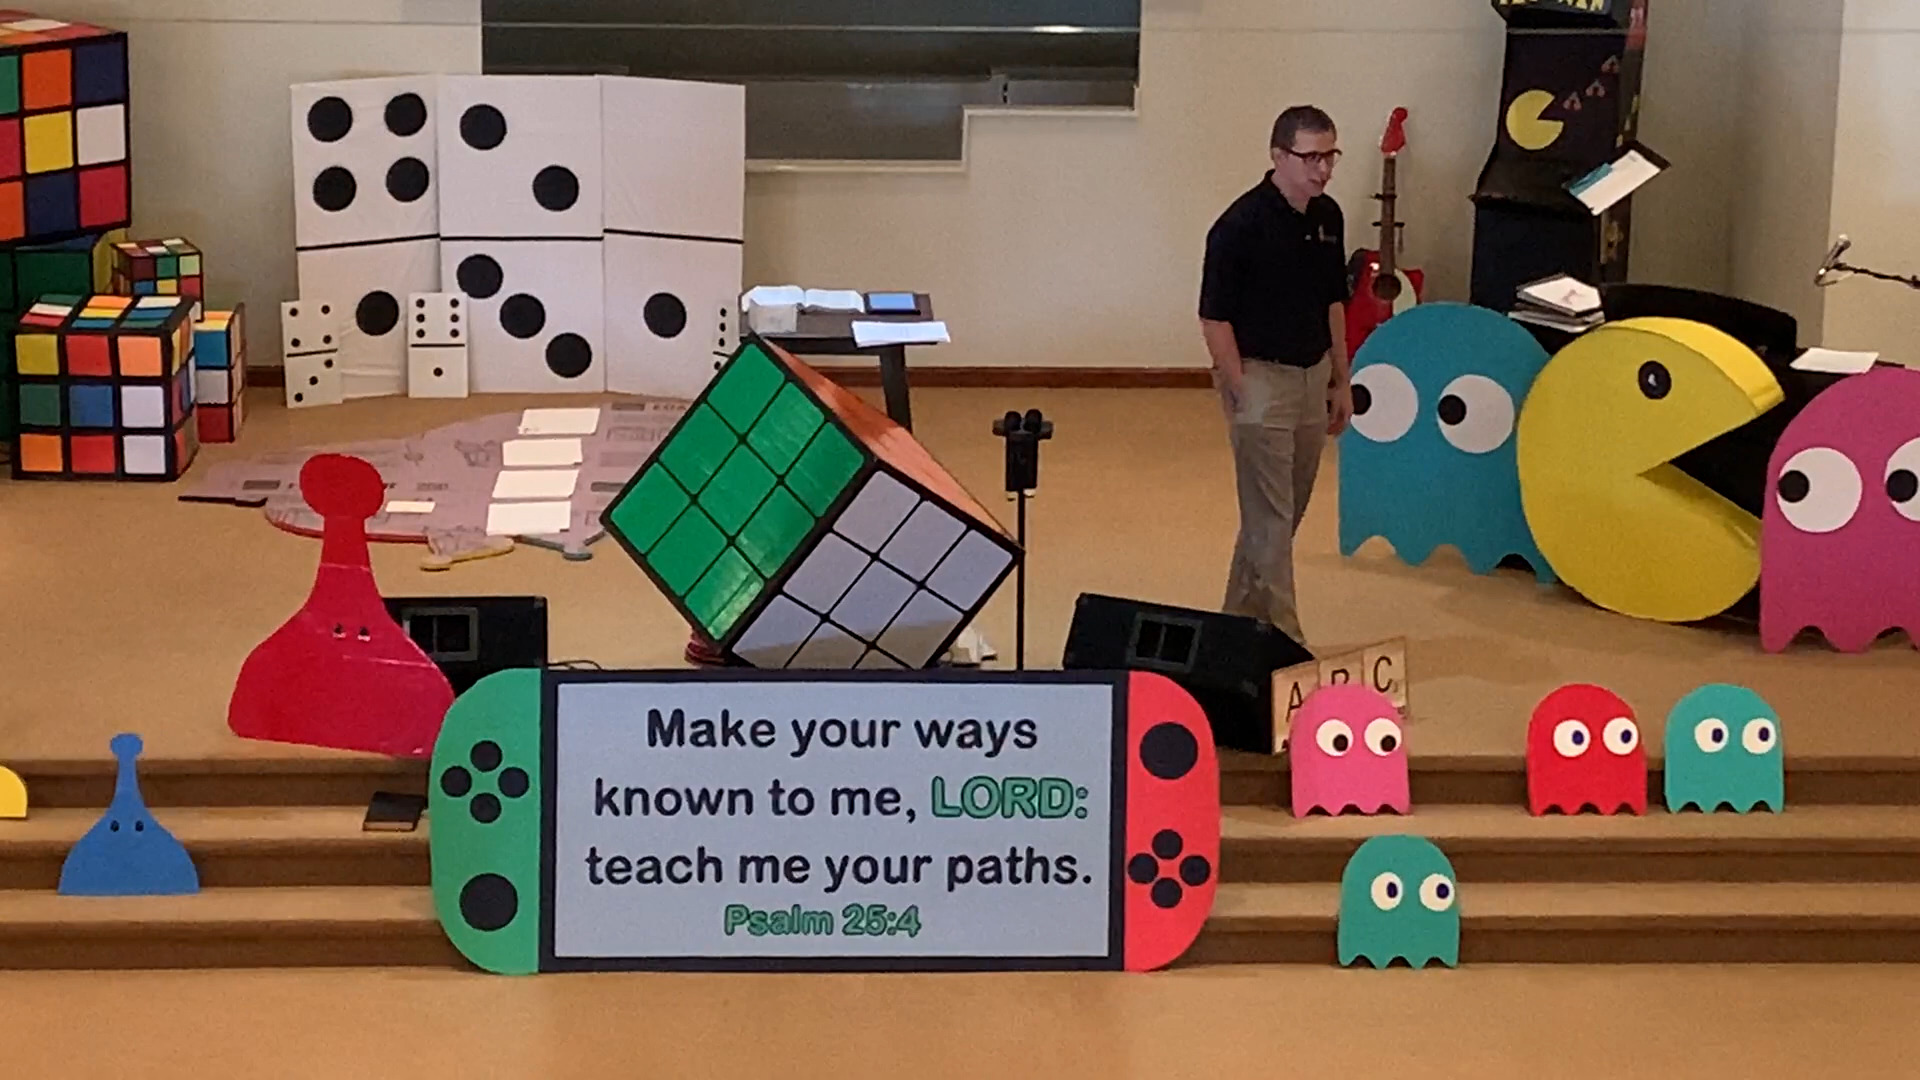 Make your ways
known to me, LORD:
teach me your paths.
Psalm 25:4
A B C